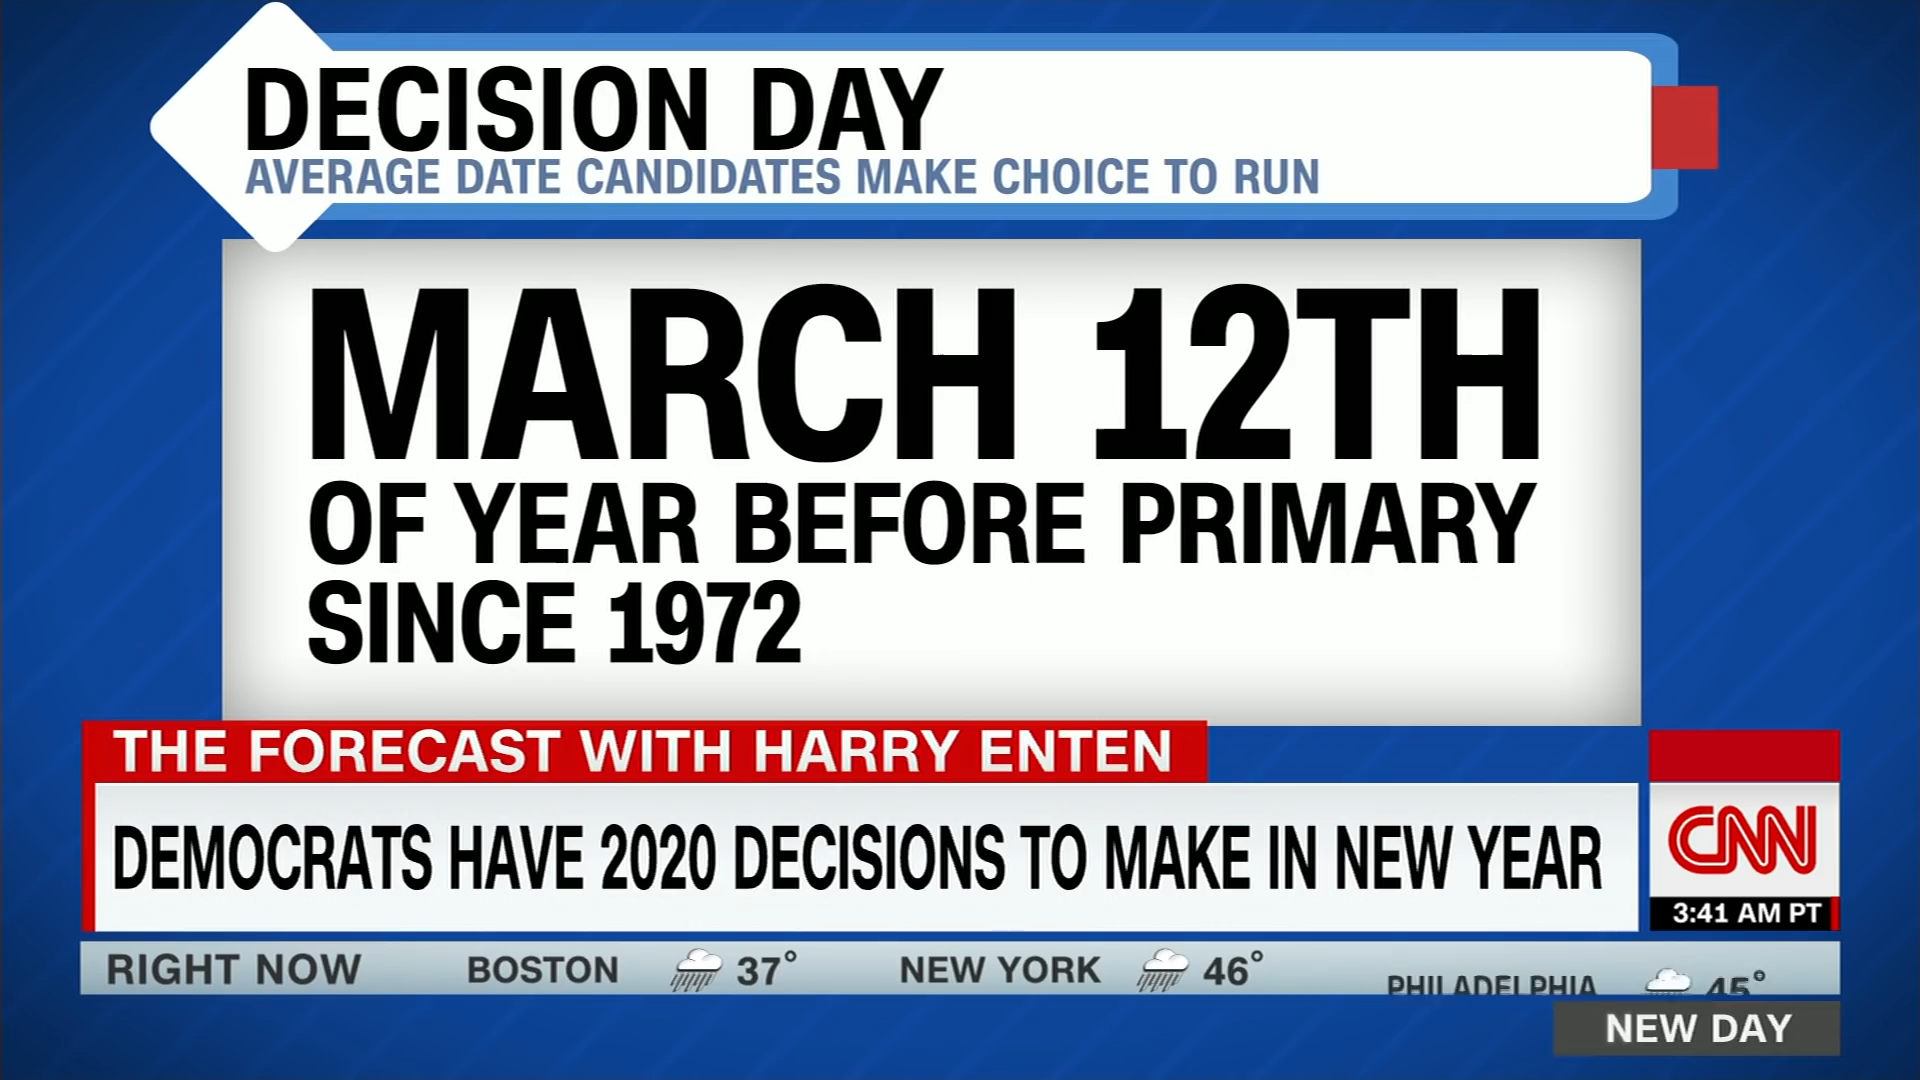 DECISION DAY
AVERAGE DATE CANDIDATES MAKE CHOICE TO RUN
MARCH 12TH
OF YEAR BEFORE PRIMARY
SINCE 1972
THE FORECAST WITH HARRY ENTEN
DEMOCRATS HAVE 2020 DECISIONS TO MAKE IN NEW YEAR
CNN
3:41 AM PT
RIGHT NOW BOSTON 37° NEW YORK 46° PHILADELPHIA 45°
NEW DAY